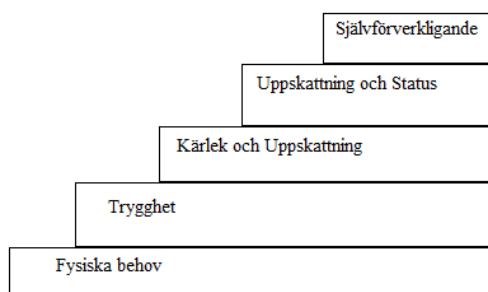 Självförverkligande
Uppskattning och Status
Kärlek och Uppskattning
Trygghet
Fysiska behov